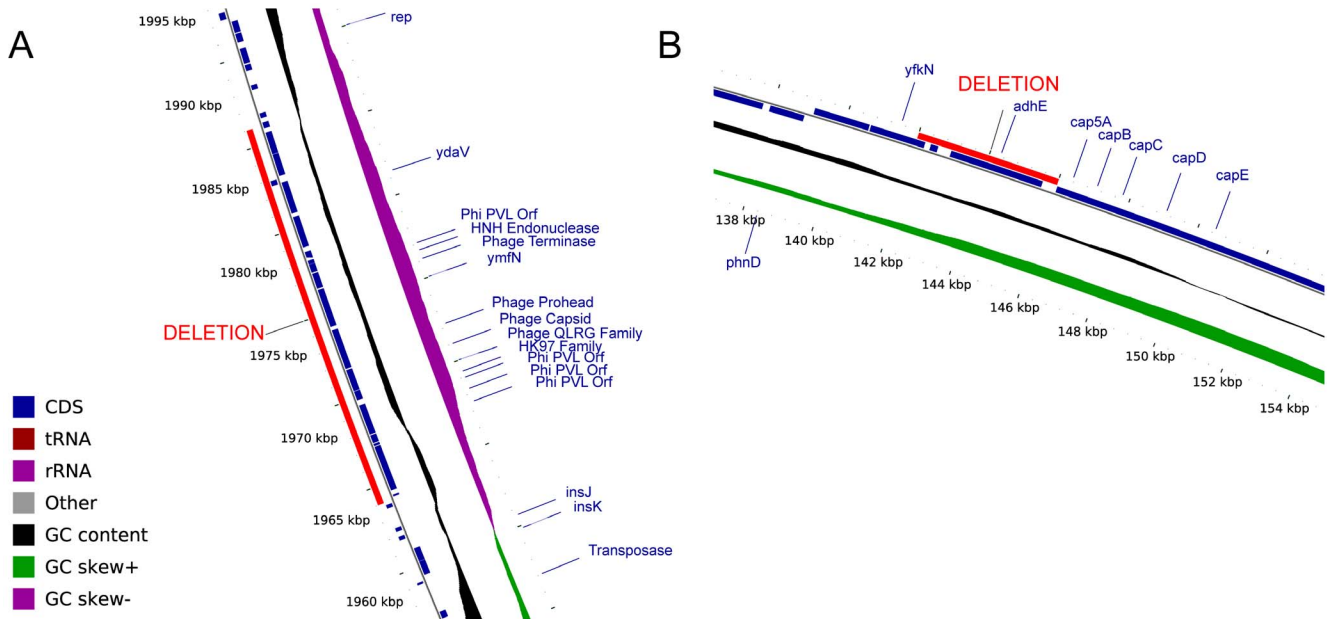 A
1995 kbp
rep
1990 kbp
ydaV
1985 kbp
Phi PVL Orf
HNH Endonuclease
Phage Terminase
ymfN
1980 kbp
Phage Prohead
Phage Capsid
Phage QLRG Family
HK97 Family
Phi PVL Orf
Phi PVL Orf
Phi PVL Orf
DELETION
1975 kbp
1970 kbp
insJ
insK
1965 kbp
Transposase
1960 kbp
CDS
tRNA
rRNA
Other
GC content
GC skew+
GC skew-
B
yfkN
DELETION
adhE
cap5A
capB
capC
capD
capE
138 kbp
phnD
140 kbp
142 kbp
144 kbp
146 kbp
148 kbp
150 kbp
152 kbp
154 kbp